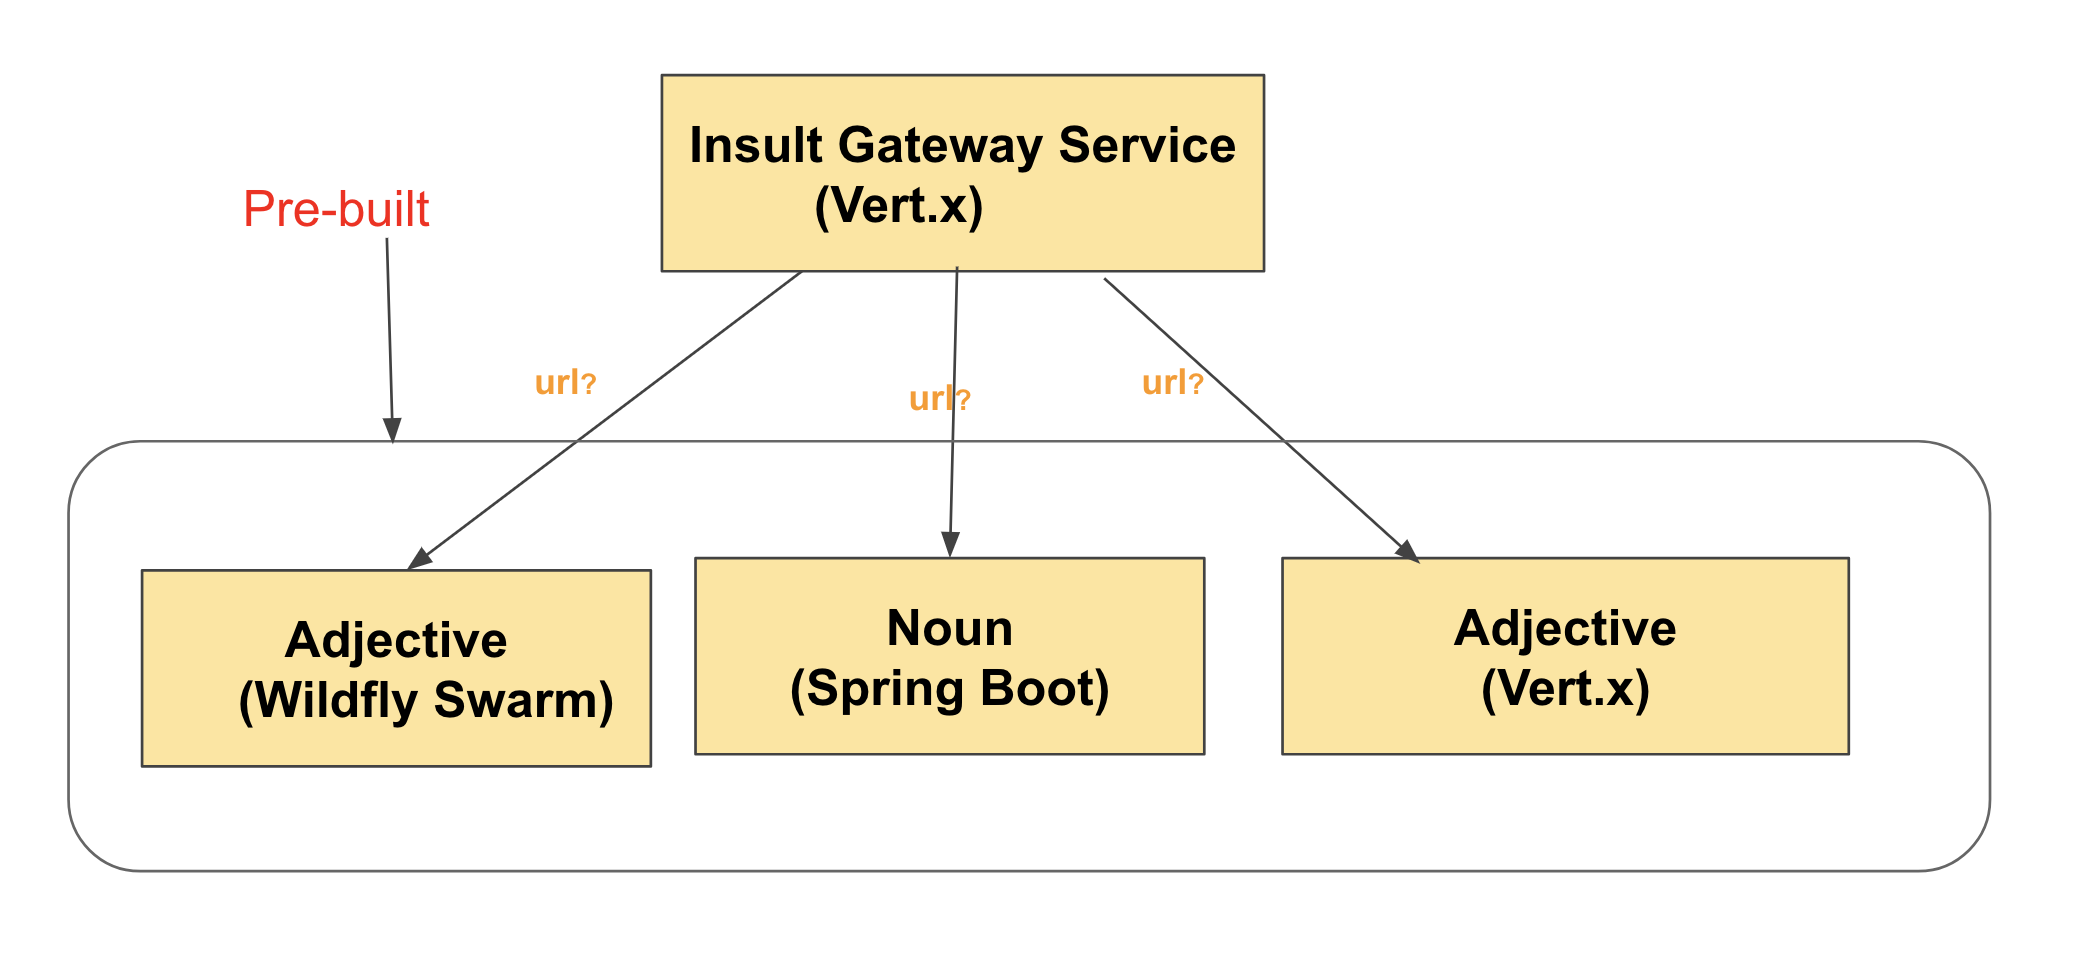 Insult Gateway Service
(Vert.x)
Pre-built
url?
url?
url?
Adjective
(Wildfly Swarm)
Noun
(Spring Boot)
Adjective
(Vert.x)